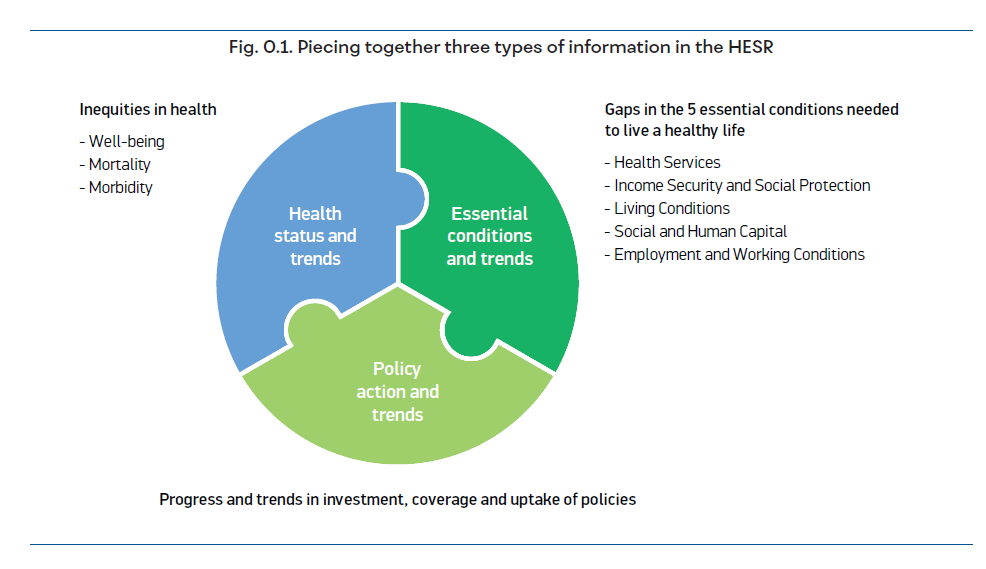 Fig. 0.1. Piecing together three types of information in the HESR
Inequities in health
- Well-being
- Mortality
- Morbidity
Gaps in the 5 essential conditions needed
to live a healthy life
- Health Services
- Income Security and Social Protection
- Living Conditions
- Social and Human Capital
- Employment and Working Conditions
Health
status and
trends
Essential
conditions
and trends
Policy
action and
trends
Progress and trends in investment, coverage and uptake of policies